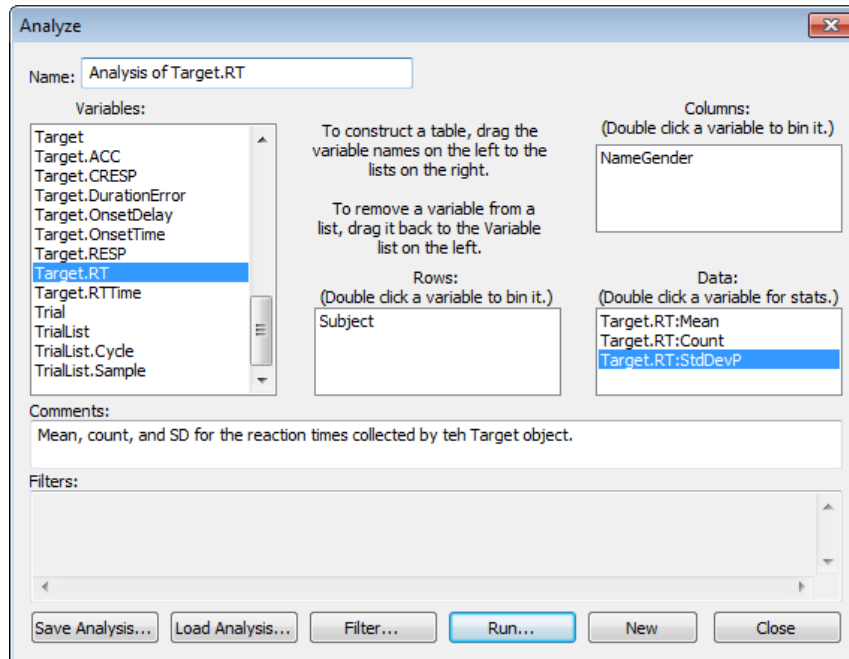 Analyze
Name: Analysis of Target.RT
Variables:
Target
Target.ACC
Target.CRESP
Target.DurationError
Target.OnsetDelay
Target.OnsetTime
Target.RESP
Target.RT
Target.RTTime
Trial
TrialList
TrialList.Cycle
TrialList.Sample
To construct a table, drag the
variable names on the left to the
lists on the right.
To remove a variable from a
list, drag it back to the Variable
list on the left.
Columns:
(Double click a variable to bin it.)
NameGender
Rows:
(Double click a variable to bin it.)
Subject
Data:
(Double click a variable for stats.)
Target.RT:Mean
Target.RT:Count
Target.RT:StdDevP
Comments:
Mean, count, and SD for the reaction times collected by teh Target object.
Filters:
Save Analysis... Load Analysis... Filter... Run... New Close